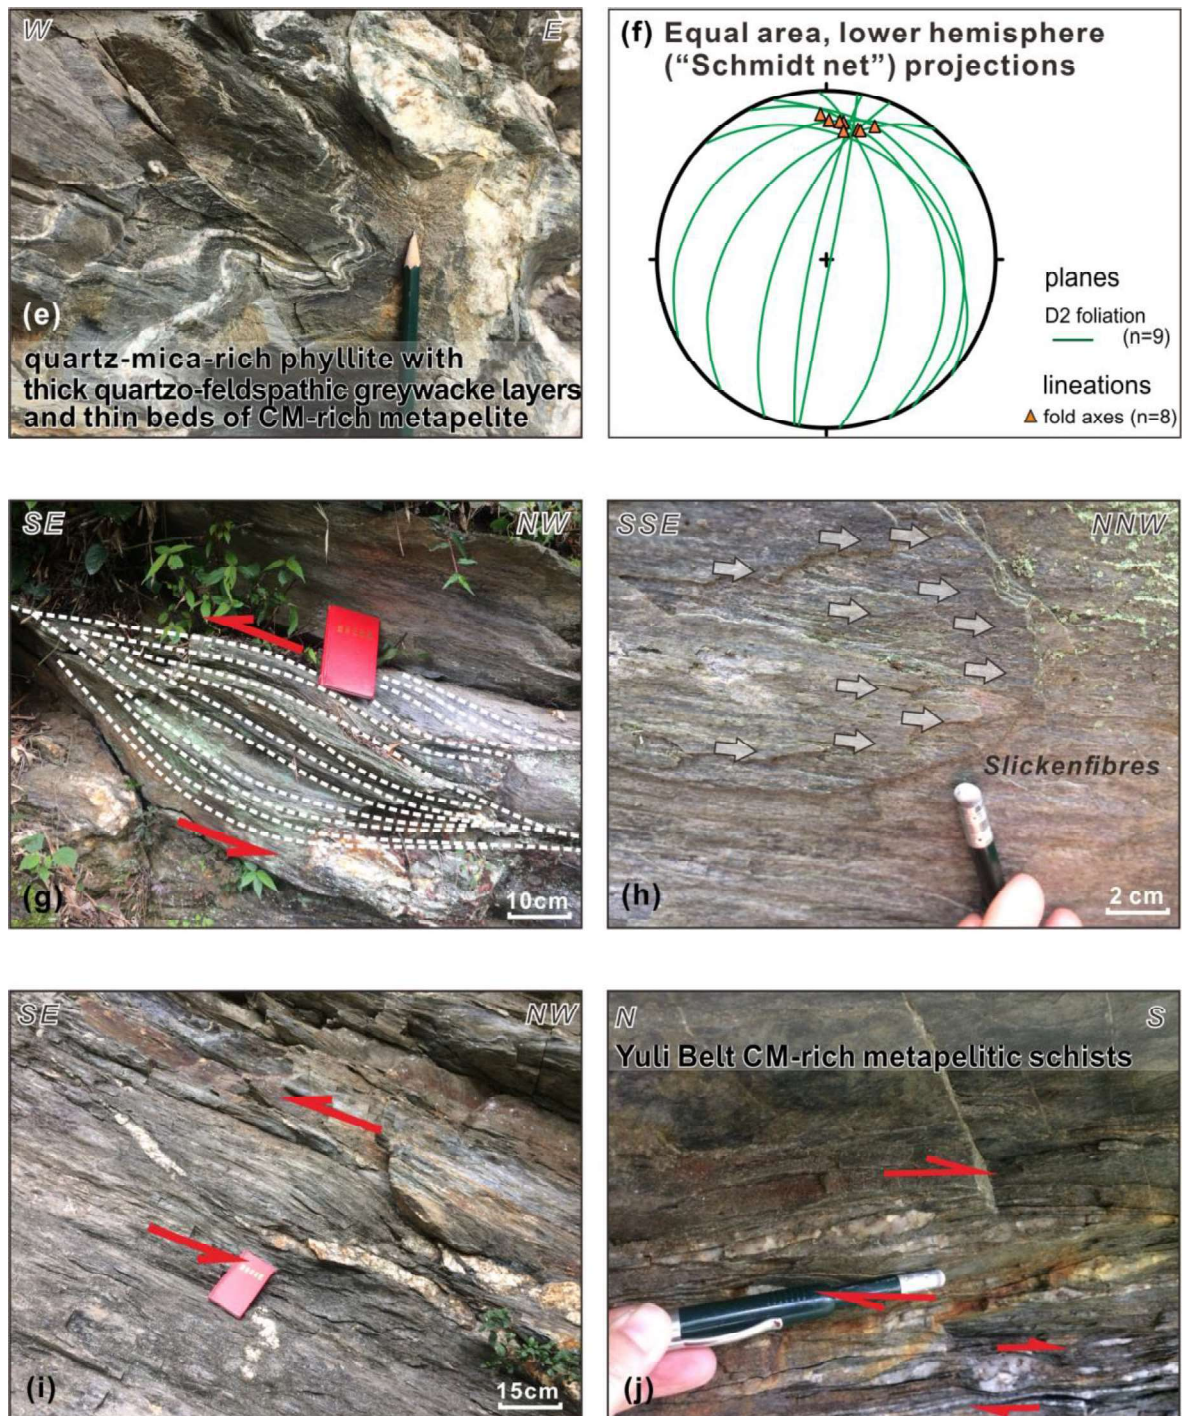 W E
(e)
quartz-mica-rich phyllite with
thick quartzo-feldspathic greywacke layers
and thin beds of CM-rich metapelite
(f) Equal area, lower hemisphere
("Schmidt net") projections
planes
D2 foliation
(n=9)
lineations
fold axes (n=8)
SE NW
(g)
10cm
SSE NNW
Slickenfibres
(h)
2 cm
SE NW
(i)
15cm
N S
Yuli Belt CM-rich metapelitic schists
(j)